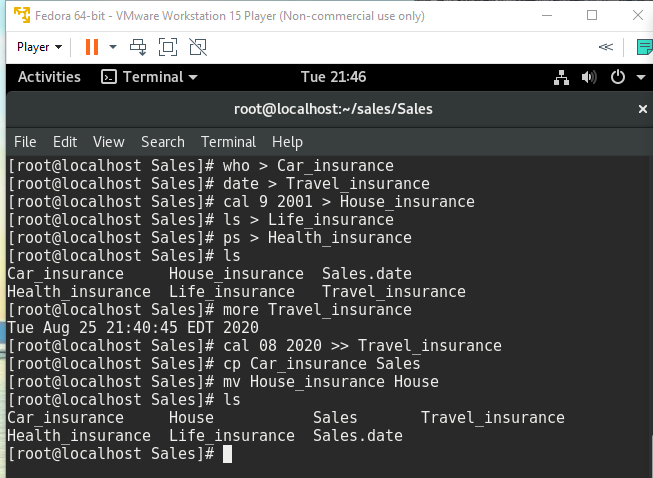 Fedora 64-bit - VMware Workstation 15 Player (Non-commercial use only)
Player
Activities Terminal Tue 21:46
root@localhost:~/sales/Sales
File Edit View Search Terminal Help
[root@localhost Sales]# who > Car_insurance
[root@localhost Sales]# date > Travel_insurance
[root@localhost Sales]# cal 9 2001 > House_insurance
[root@localhost Sales]# ls > Life_insurance
[root@localhost Sales]# ps > Health_insurance
[root@localhost Sales]# ls
Car_insurance     House_insurance  Sales.date
Health_insurance  Life_insurance   Travel_insurance
[root@localhost Sales]# more Travel_insurance
Tue Aug 25 21:40:45 EDT 2020
[root@localhost Sales]# cal 08 2020 >> Travel_insurance
[root@localhost Sales]# cp Car_insurance Sales
[root@localhost Sales]# mv House_insurance House
[root@localhost Sales]# ls
Car_insurance     House           Sales       Travel_insurance
Health_insurance  Life_insurance  Sales.date
[root@localhost Sales]#